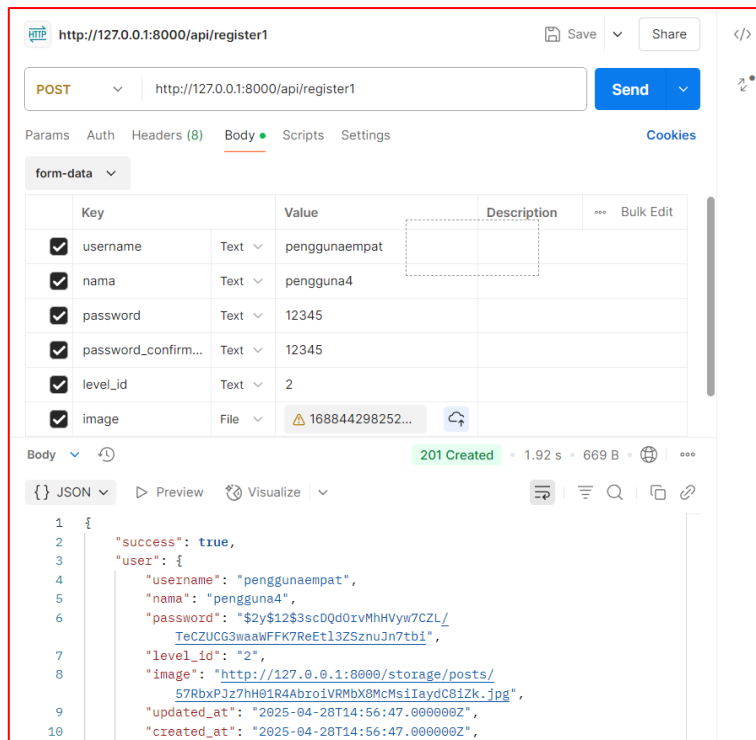 HTTP http://127.0.0.1:8000/api/register1 Save Share </>
POST http://127.0.0.1:8000/api/register1 Send
Params Auth Headers (8) Body Scripts Settings Cookies
form-data
Key Value Description ••• Bulk Edit
username Text penggunaempat
nama Text pengguna4
password Text 12345
password_confirm... Text 12345
level_id Text 2
image File 168844298252...
Body 201 Created • 1.92 s • 669 B •••
{} JSON Preview Visualize
1 {
2 "success": true,
3 "user": {
4 "username": "penggunaempat",
5 "nama": "pengguna4",
6 "password": "$2y$12$3scDQdOrvMhHVyw7CZL/
TeCZUCG3waaWFFK7ReEtl3ZSznuJn7tbi",
7 "level_id": "2",
8 "image": "http://127.0.0.1:8000/storage/posts/
57RbxPJz7hH01R4AbroiVRMbX8McMsiIaydC8iZk.jpg",
9 "updated_at": "2025-04-28T14:56:47.000000Z",
10 "created_at": "2025-04-28T14:56:47.000000Z",